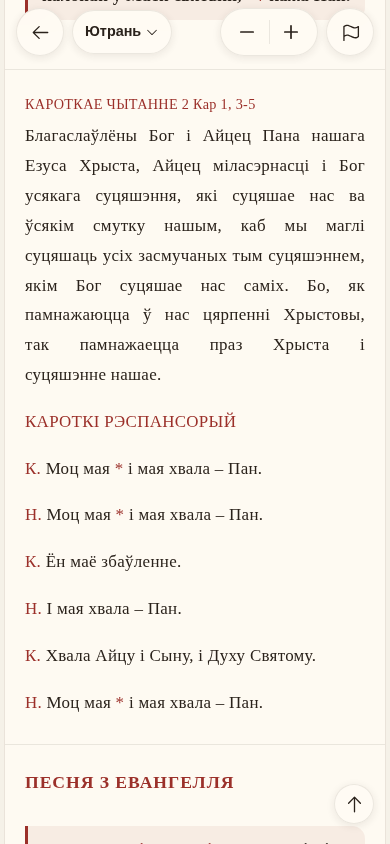 Ютрань
КАРОТКАЕ ЧЫТАННЕ 2 Кар 1, 3-5
Благаслаўлёны Бог і Айцец Пана нашага
Езуса Хрыста, Айцец міласэрнасці і Бог
усякага суцяшэння, які суцяшае нас ва
ўсякім смутку нашым, каб мы маглі
суцяшаць усіх засмучаных тым суцяшэннем,
якім Бог суцяшае нас саміх. Бо, як
памнажаюцца ў нас цярпенні Хрыстовы,
так памнажаецца праз Хрыста і
суцяшэнне нашае.
КАРОТКІ РЭСПАНСОРЫЙ
К. Моц мая * і мая хвала – Пан.
Н. Моц мая * і мая хвала – Пан.
К. Ён маё збаўленне.
Н. І мая хвала – Пан.
К. Хвала Айцу і Сыну, і Духу Святому.
Н. Моц мая * і мая хвала – Пан.
ПЕСНЯ З ЕВАНГЕЛЛЯ